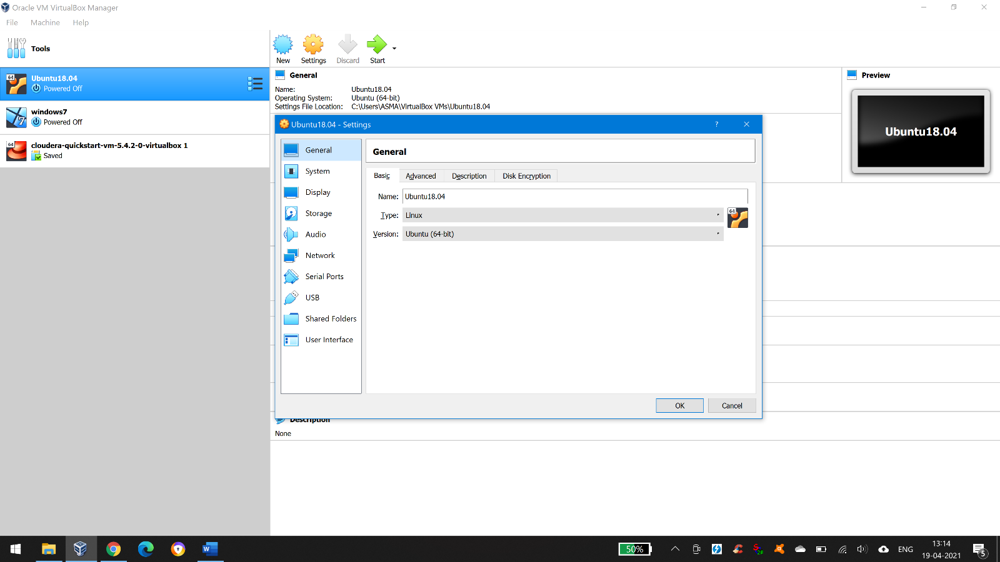 Oracle VM VirtualBox Manager
File Machine Help
Tools
New Settings Discard Start
64 Ubuntu18.04
Powered Off
7 windows7
Powered Off
64 cloudera-quickstart-vm-5.4.2-0-virtualbox 1
Saved
General
Name: Ubuntu18.04
Operating System: Ubuntu (64-bit)
Settings File Location: C:\Users\ASMA\VirtualBox VMs\Ubuntu18.04
Preview
Ubuntu18.04
Ubuntu18.04 - Settings ?
General
System
Display
Storage
Audio
Network
Serial Ports
USB
Shared Folders
User Interface
General
Basic Advanced Description Disk Encryption
Name: Ubuntu18.04
Type: Linux
64
Version: Ubuntu (64-bit)
OK Cancel
Description
None
W 50% S 28 ENG 13:14
19-04-2021
5